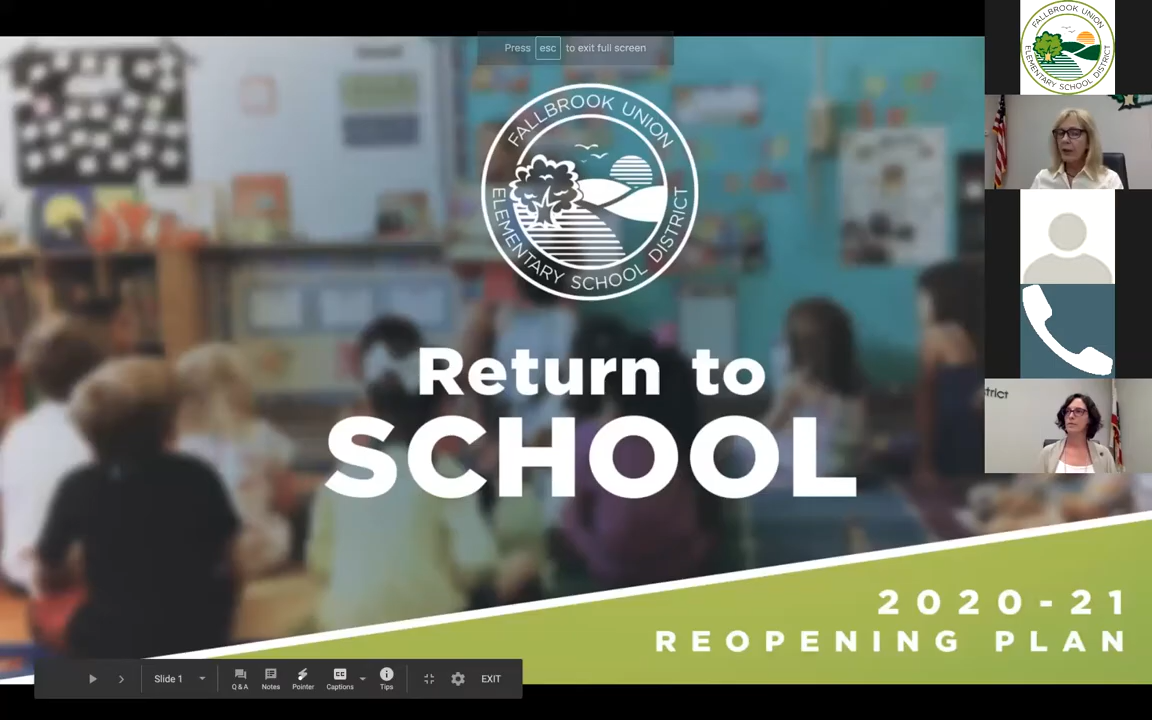 Press esc to exit full screen
FALLBROOK UNION
ELEMENTARY SCHOOL DISTRICT
Return to
SCHOOL
2020-21
REOPENING PLAN
Slide 1
Q & A
Notes
Pointer
CC
Captions
Tips
EXIT
FALLBROOK UNION
ELEMENTARY SCHOOL DISTRICT
strict